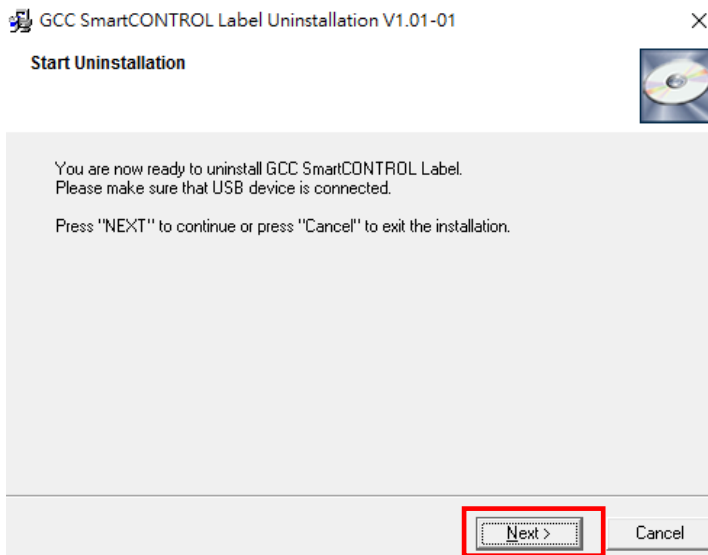 GCC SmartCONTROL Label Uninstallation V1.01-01
Start Uninstallation
You are now ready to uninstall GCC SmartCONTROL Label.
Please make sure that USB device is connected.
Press "NEXT" to continue or press "Cancel" to exit the installation.
Next >
Cancel